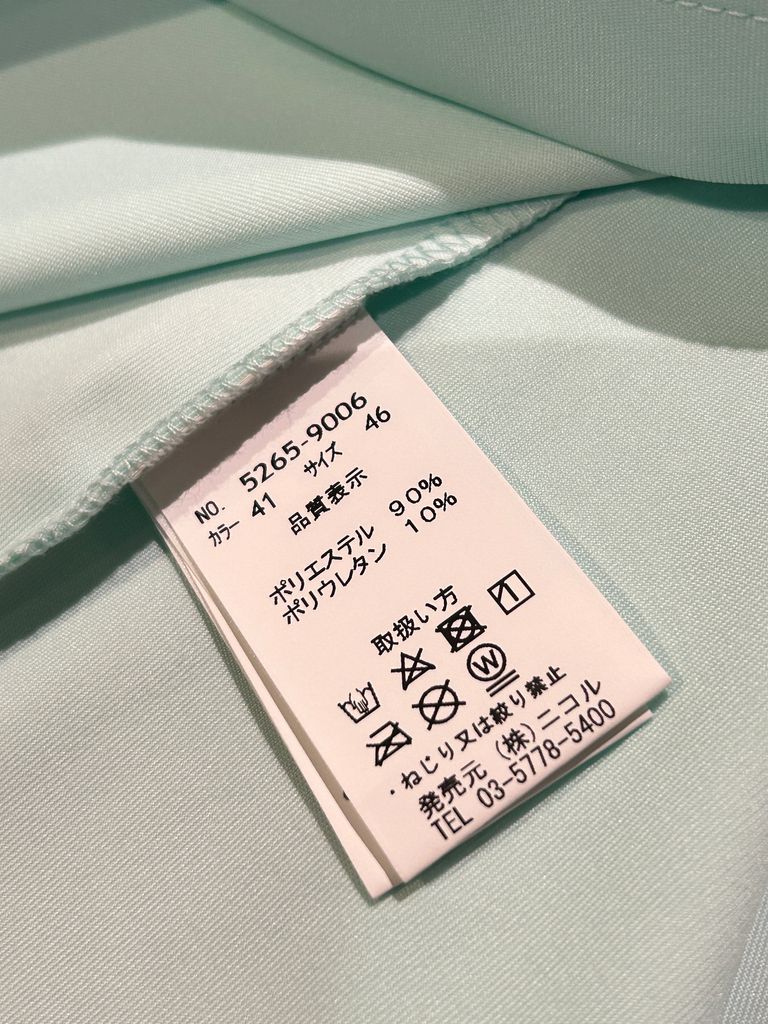 NO. 5265-9006
カラー 41 サイズ 46
品質表示
ポリエステル 90%
ポリウレタン 10%
取扱い方
W
・ねじり又は絞り禁止
発売元 (株)ニコル
TEL 03-5778-5400